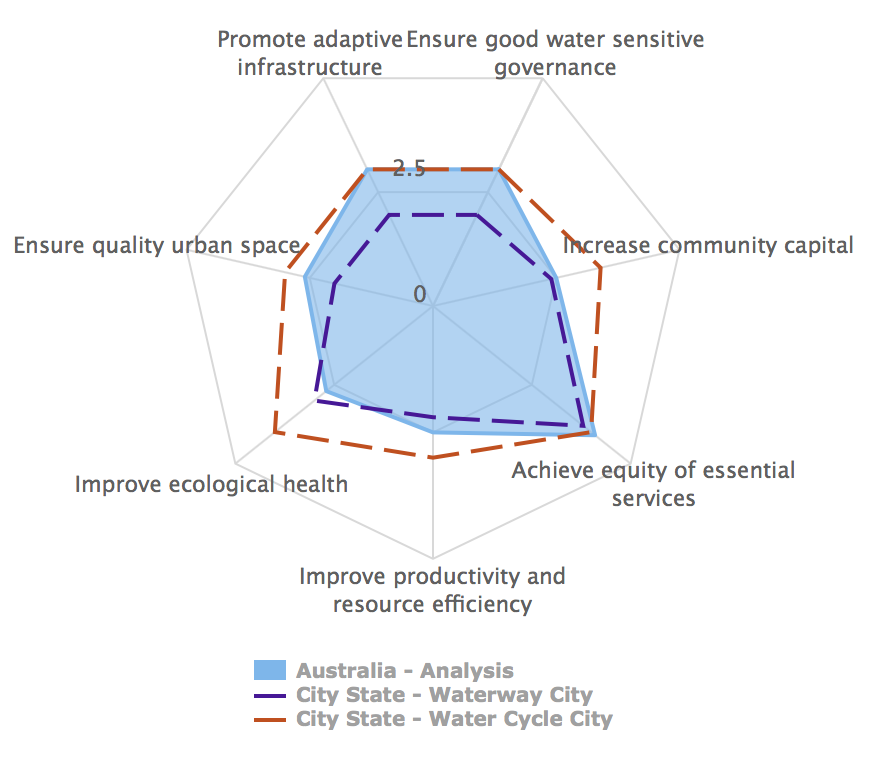 Promote adaptive
infrastructure
Ensure good water sensitive
governance
2.5
Ensure quality urban space
Increase community capital
0
Improve ecological health
Achieve equity of essential
services
Improve productivity and
resource efficiency
Australia - Analysis
City State - Waterway City
City State - Water Cycle City